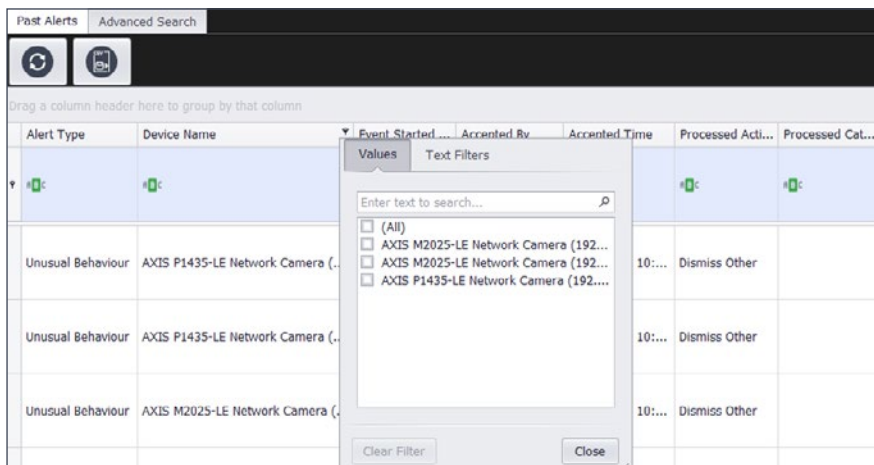 Past Alerts Advanced Search
Drag a column header here to group by that column
Alert Type Device Name Event Started ... Accepted By Accepted Time Processed Acti... Processed Cat...
Values Text Filters
Enter text to search...
(All)
AXIS M2025-LE Network Camera (192...
AXIS M2025-LE Network Camera (192...
AXIS P1435-LE Network Camera (192....
Unusual Behaviour AXIS P1435-LE Network Camera (.. 10:... Dismiss Other
Unusual Behaviour AXIS P1435-LE Network Camera (.. 10:... Dismiss Other
Unusual Behaviour AXIS M2025-LE Network Camera (. 10:... Dismiss Other
Clear Filter Close